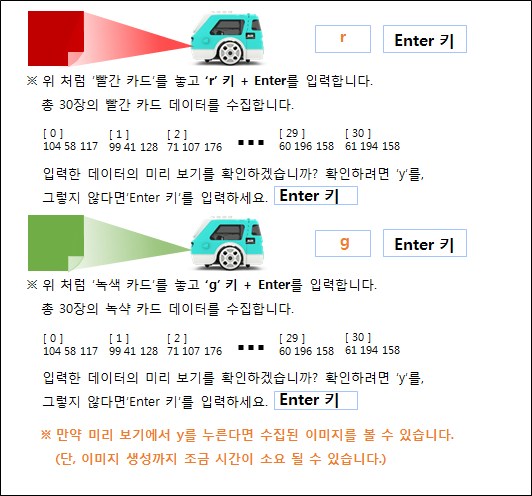 r Enter 키
※ 위 처럼 '빨간 카드'를 놓고 'r' 키 + Enter를 입력합니다.
총 30장의 빨간 카드 데이터를 수집합니다.
[ 0 ] [ 1 ] [ 2 ] ... [ 29 ] [ 30 ]
104 58 117 99 41 128 71 107 176 60 196 158 61 194 158
입력한 데이터의 미리 보기를 확인하겠습니까? 확인하려면 'y'를,
그렇지 않다면'Enter 키'를 입력하세요. Enter 키
g Enter 키
※ 위 처럼 '녹색 카드'를 놓고 'g' 키 + Enter를 입력합니다.
총 30장의 녹샥 카드 데이터를 수집합니다.
[ 0 ] [ 1 ] [ 2 ] ... [ 29 ] [ 30 ]
104 58 117 99 41 128 71 107 176 60 196 158 61 194 158
입력한 데이터의 미리 보기를 확인하겠습니까? 확인하려면 'y'를,
그렇지 않다면'Enter 키'를 입력하세요. Enter 키
※ 만약 미리 보기에서 y를 누른다면 수집된 이미지를 볼 수 있습니다.
(단, 이미지 생성까지 조금 시간이 소요 될 수 있습니다.)